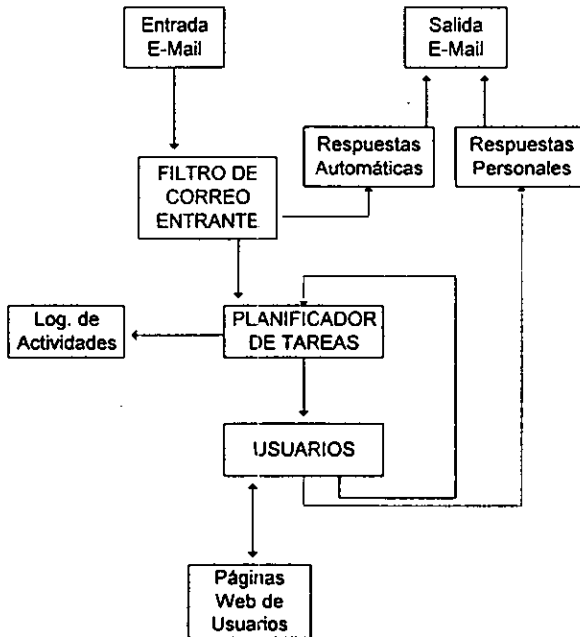 Entrada
E-Mail
Salida
E-Mail
Respuestas
Automáticas
Respuestas
Personales
FILTRO DE
CORREO
ENTRANTE
Log. de
Actividades
PLANIFICADOR
DE TAREAS
USUARIOS
Páginas
Web de
Usuarios